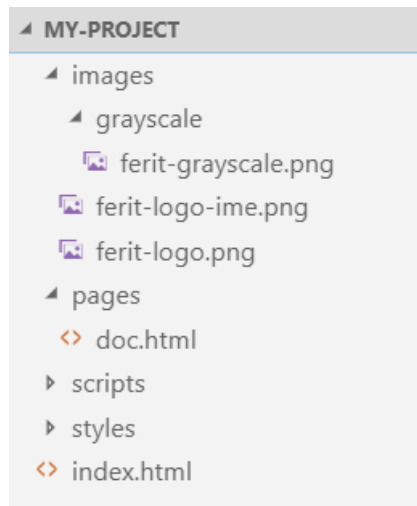 MY-PROJECT
images
grayscale
ferit-grayscale.png
ferit-logo-ime.png
ferit-logo.png
pages
doc.html
scripts
styles
index.html